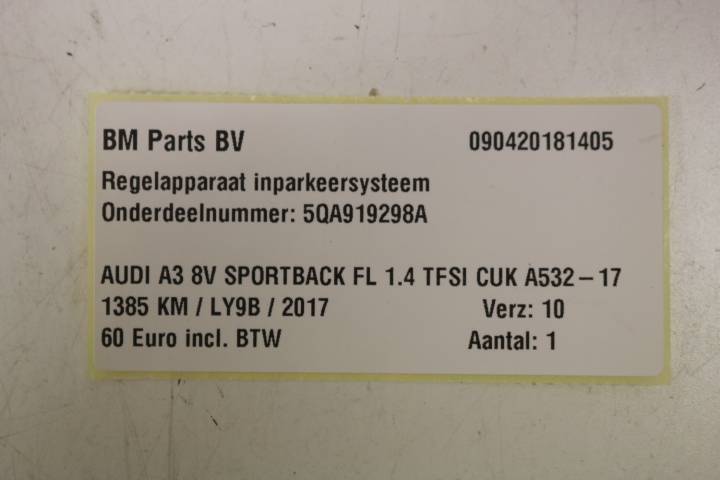 BM Parts BV 090420181405
Regelapparaat inparkeersysteem
Onderdeelnummer: 5QA919298A
AUDI A3 8V SPORTBACK FL 1.4 TFSI CUK A532-17
1385 KM / LY9B / 2017 Verz: 10
60 Euro incl. BTW Aantal: 1